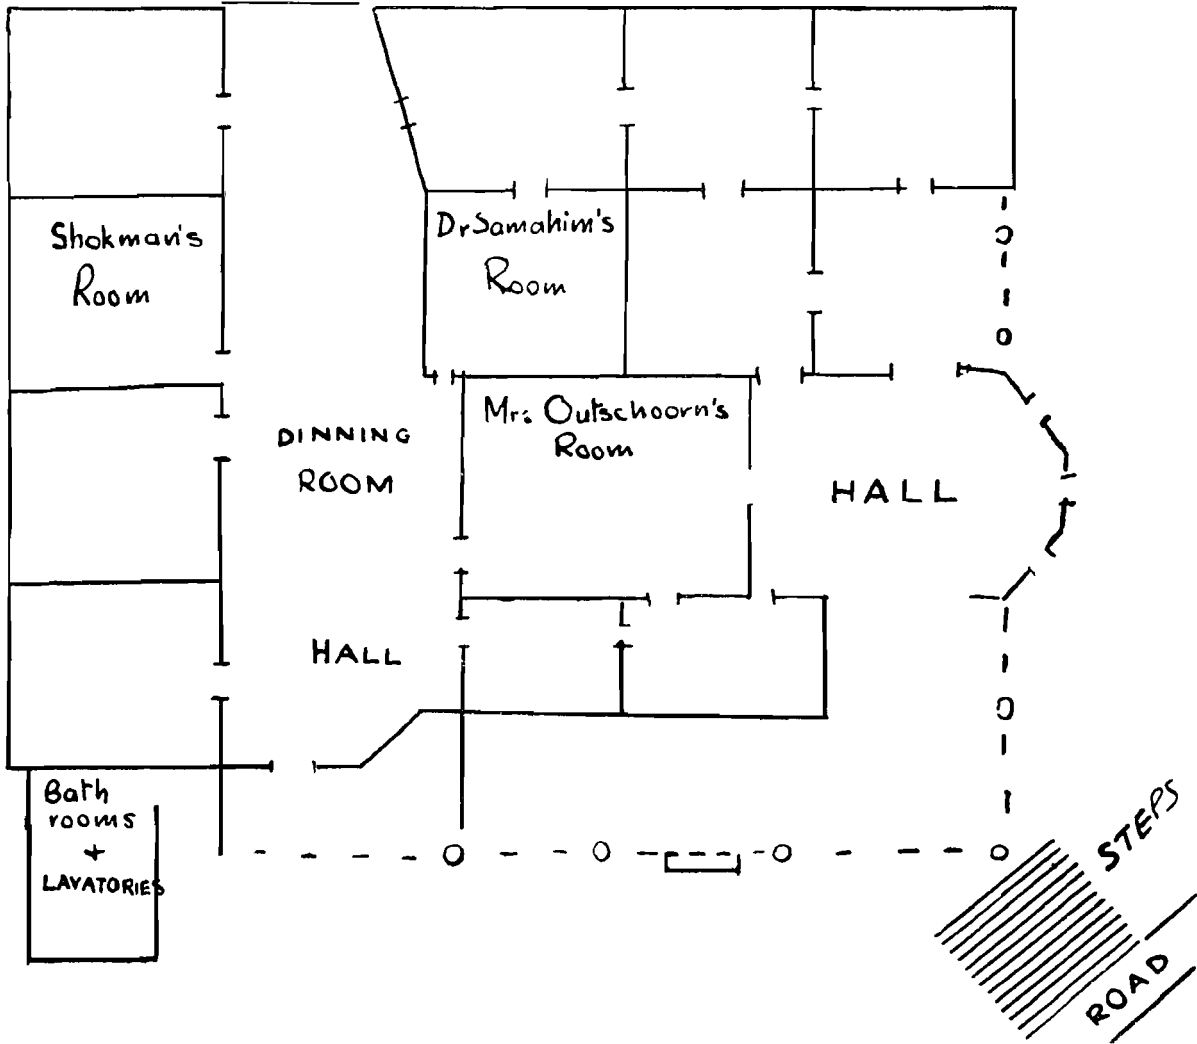 Shokman's
Room
Dr Samahim's
Room
DINNING
ROOM
Mr: Outschoorn's
Room
HALL
HALL
Bath
rooms
+
LAVATORIES
STEPS
ROAD